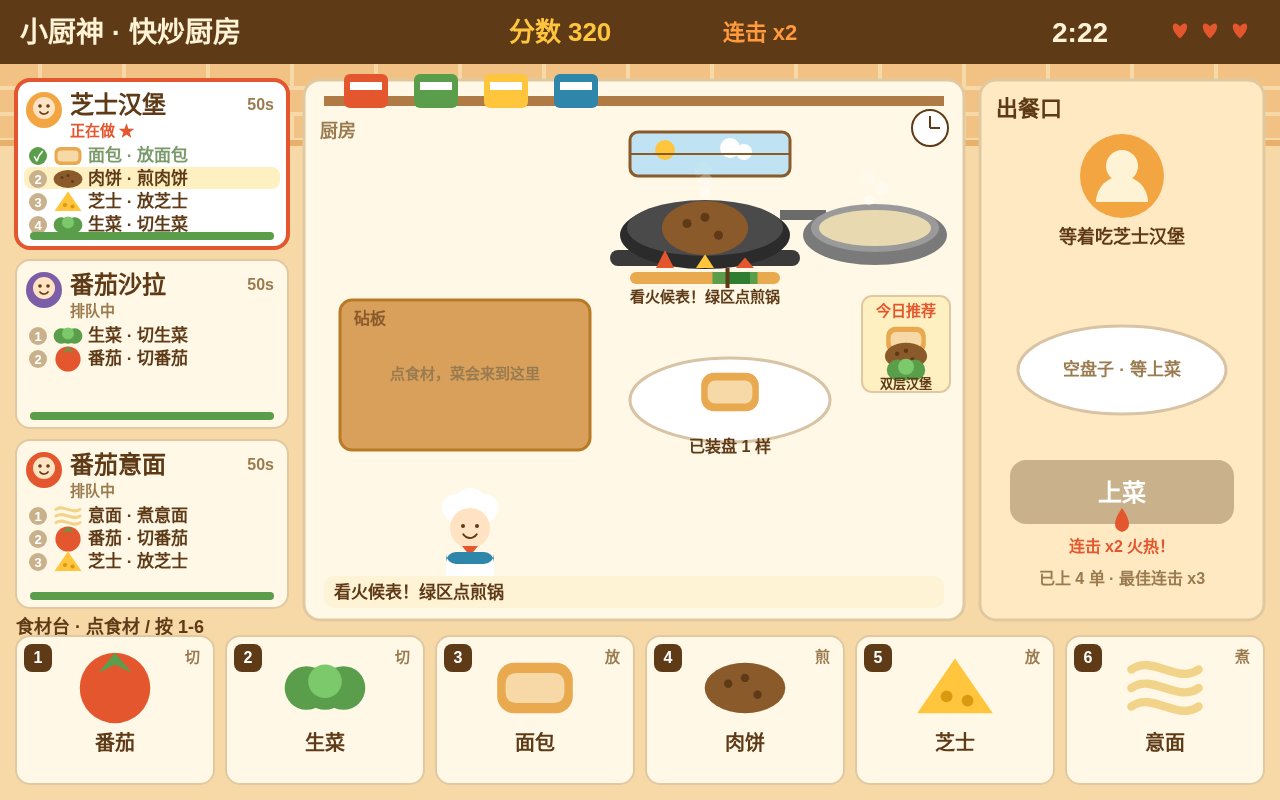 小厨神 · 快炒厨房
分数 320
连击 x2
2:22
芝士汉堡
50s
正在做 ★
✓ 面包 · 放面包
2 肉饼 · 煎肉饼
3 芝士 · 放芝士
4 生菜 · 切生菜
番茄沙拉
50s
排队中
1 生菜 · 切生菜
2 番茄 · 切番茄
番茄意面
50s
排队中
1 意面 · 煮意面
2 番茄 · 切番茄
3 芝士 · 放芝士
厨房
看火候表！绿区点煎锅
砧板
点食材，菜会来到这里
今日推荐
双层汉堡
已装盘 1 样
看火候表！绿区点煎锅
出餐口
等着吃芝士汉堡
空盘子 · 等上菜
上菜
连击 x2 火热！
已上 4 单 · 最佳连击 x3
食材台 · 点食材 / 按 1-6
1 切
番茄
2 切
生菜
3 放
面包
4 煎
肉饼
5 放
芝士
6 煮
意面